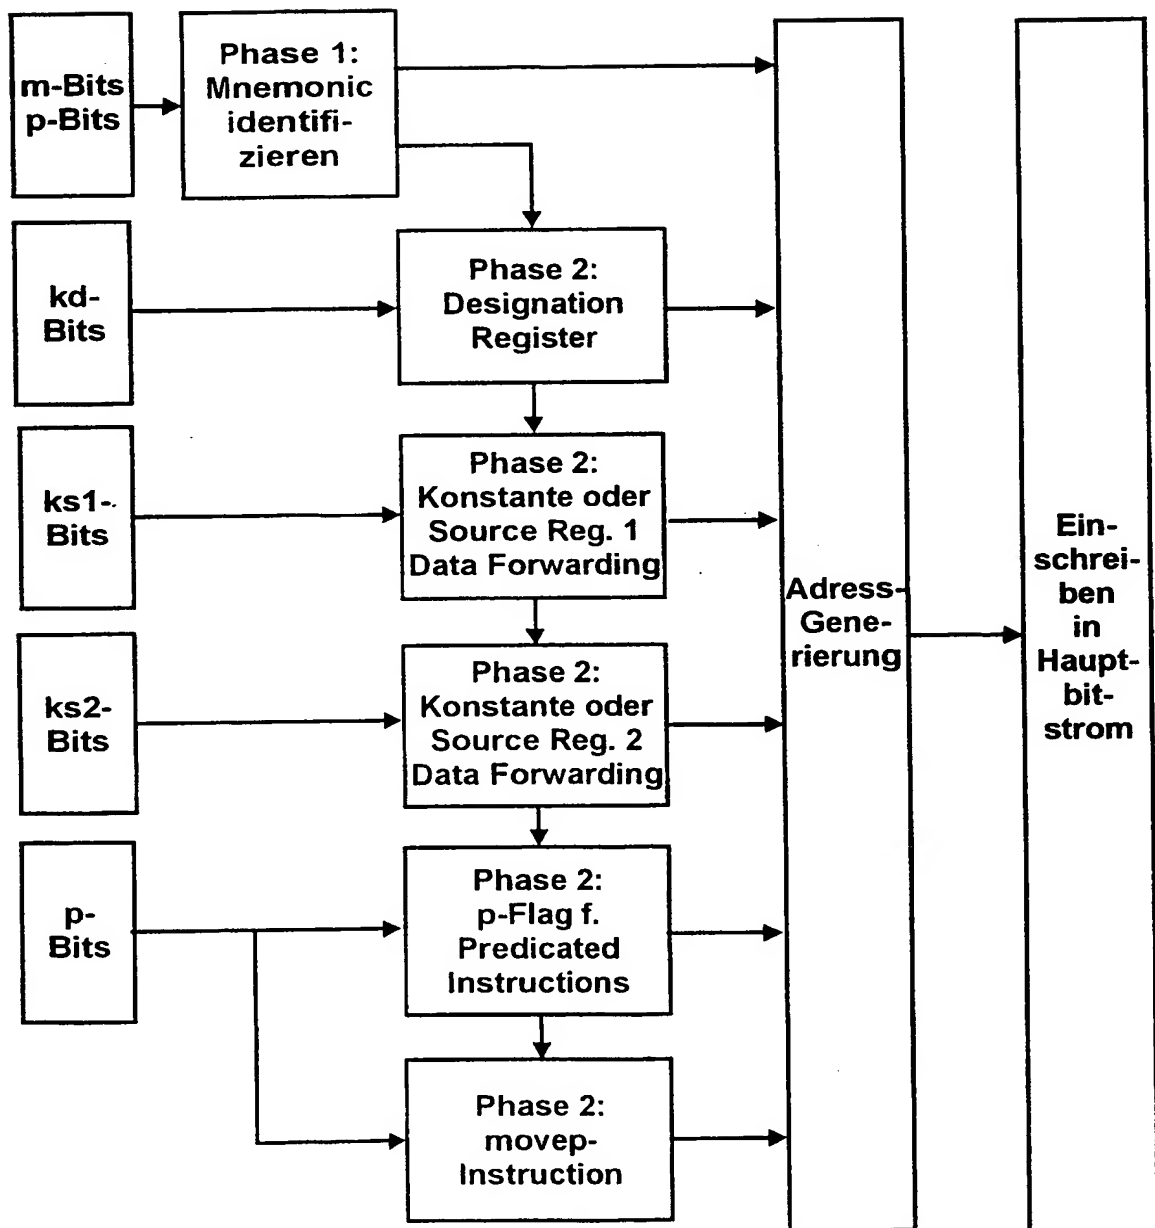 m-Bits
p-Bits
Phase 1:
Mnemonic
identifi-
zieren
kd-
Bits
Phase 2:
Designation
Register
ks1-
Bits
Phase 2:
Konstante oder
Source Reg. 1
Data Forwarding
ks2-
Bits
Phase 2:
Konstante oder
Source Reg. 2
Data Forwarding
p-
Bits
Phase 2:
p-Flag f.
Predicated
Instructions
Phase 2:
movep-
Instruction
Adress-
Gene-
rierung
Ein-
schrei-
ben
in
Haupt-
bit-
strom